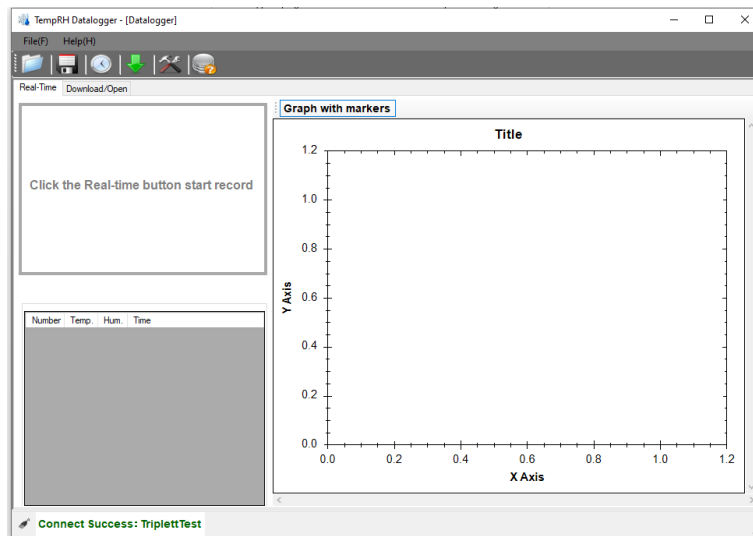 TempRH Datalogger - [Datalogger]
File(F) Help(H)
Real-Time Download/Open
Click the Real-time button start record
Number Temp. Hum. Time
Graph with markers
Title
1.2
1.0
0.8
0.6
0.4
0.2
0.0
Y Axis
0.0 0.2 0.4 0.6 0.8 1.0 1.2
X Axis
Connect Success: TriplettTest